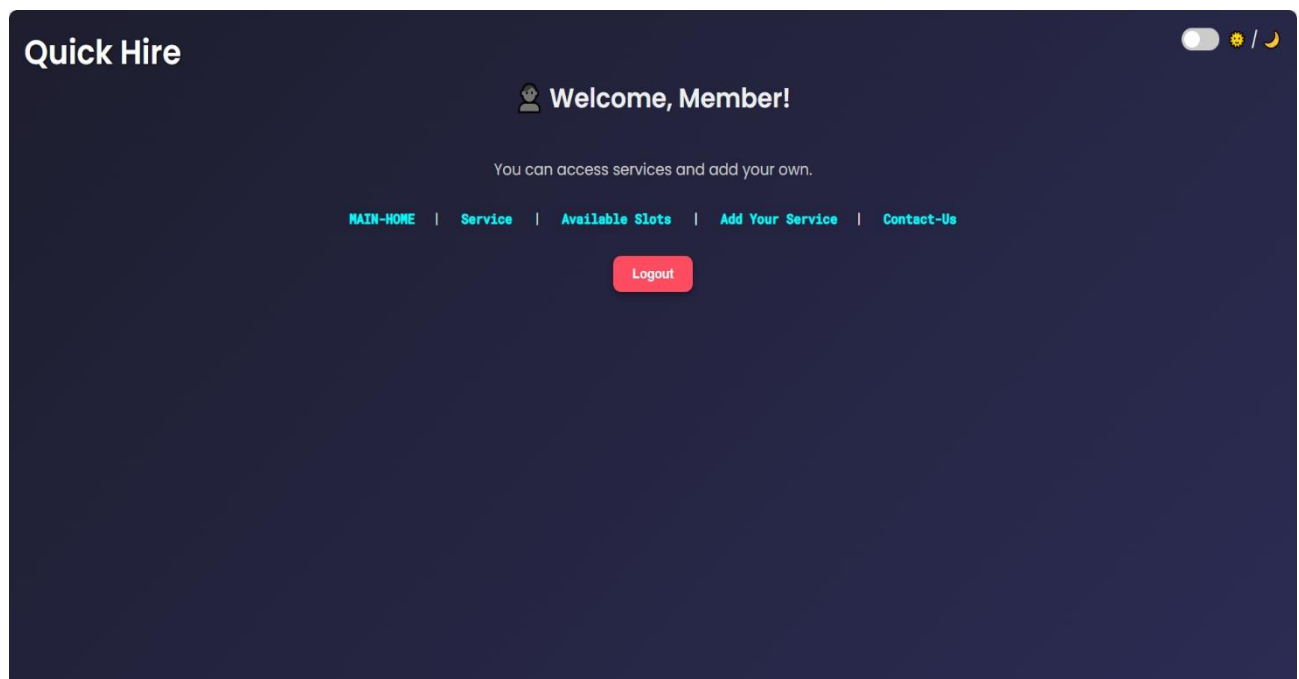 Quick Hire
🌞 / 🌙
Welcome, Member!
You can access services and add your own.
MAIN-HOME | Service | Available Slots | Add Your Service | Contact-Us
Logout